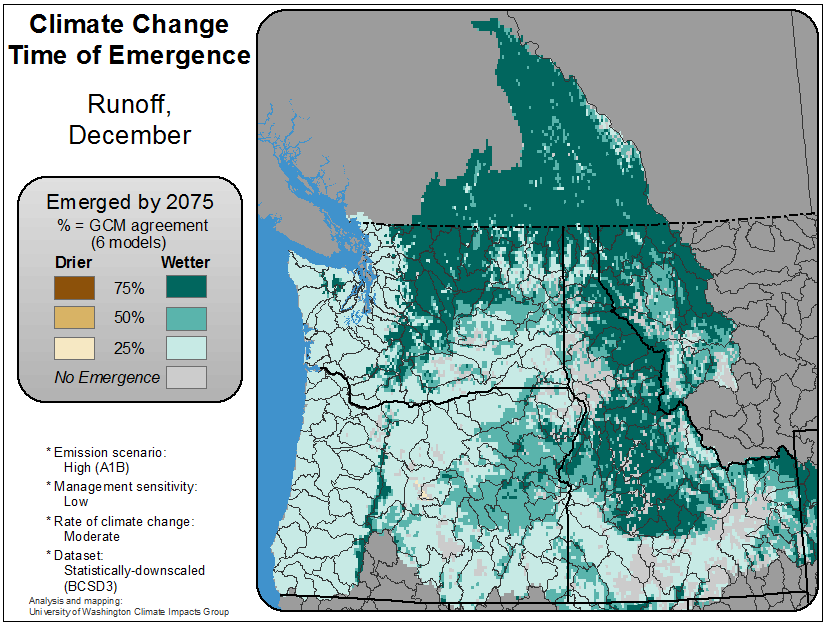 Climate Change
Time of Emergence
Runoff,
December
Emerged by 2075
% = GCM agreement
(6 models)
Drier Wetter
75%
50%
25%
No Emergence
* Emission scenario:
High (A1B)
* Management sensitivity:
Low
* Rate of climate change:
Moderate
* Dataset:
Statistically-downscaled
(BCSD3)
Analysis and mapping:
University of Washington Climate Impacts Group